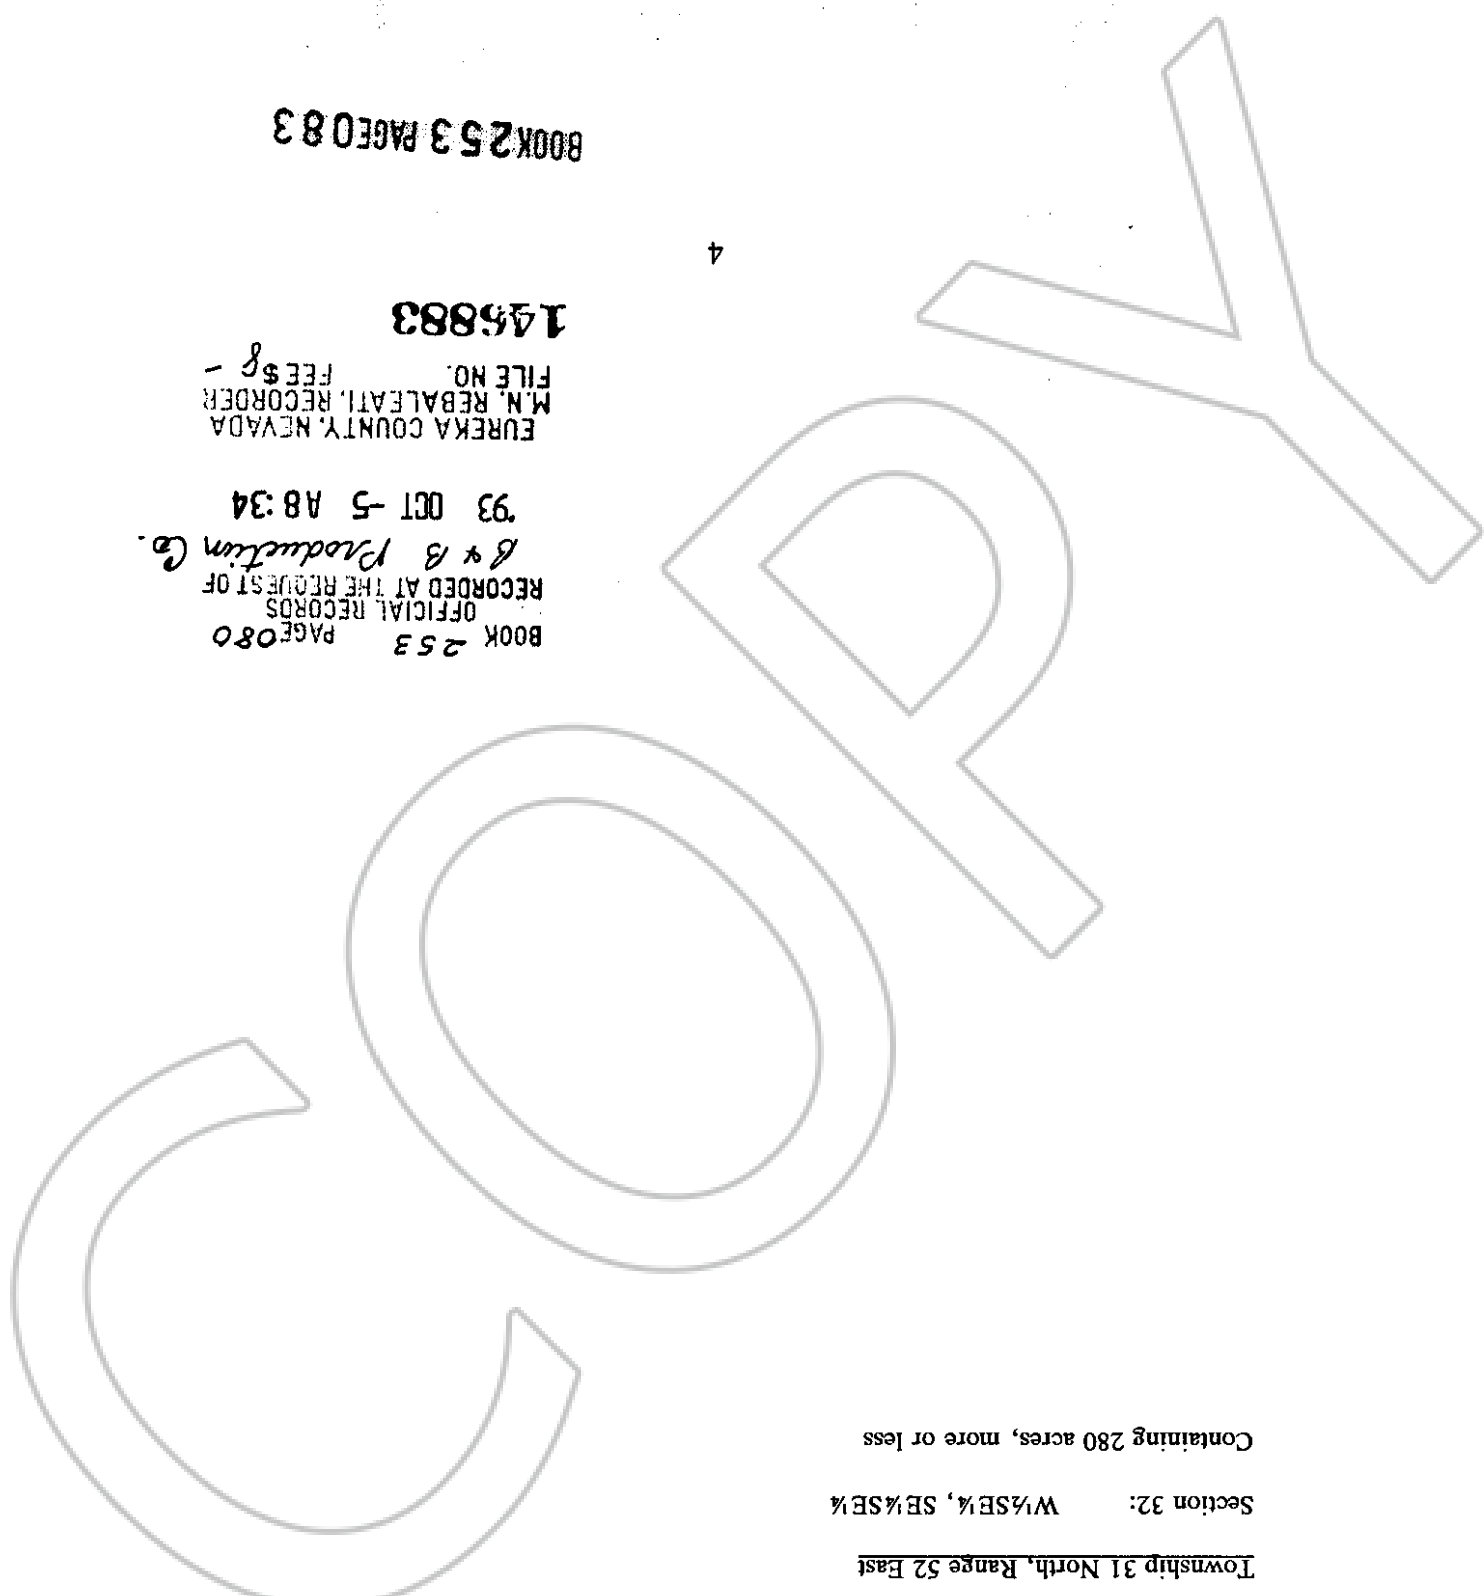 Township 31 North, Range 52 East
Section 32: W½SE¼, SE¼SE¼
Containing 280 acres, more or less
BOOK 253 PAGE 080
OFFICIAL RECORDS
RECORDED AT THE REQUEST OF
B & B Production Co.
'93 OCT -5 A8:34
EUREKA COUNTY, NEVADA
M.N. REBALEATI, RECORDER
FILE NO. FEE $8 -
145883
4
BOOK 253 PAGE 083
COPY